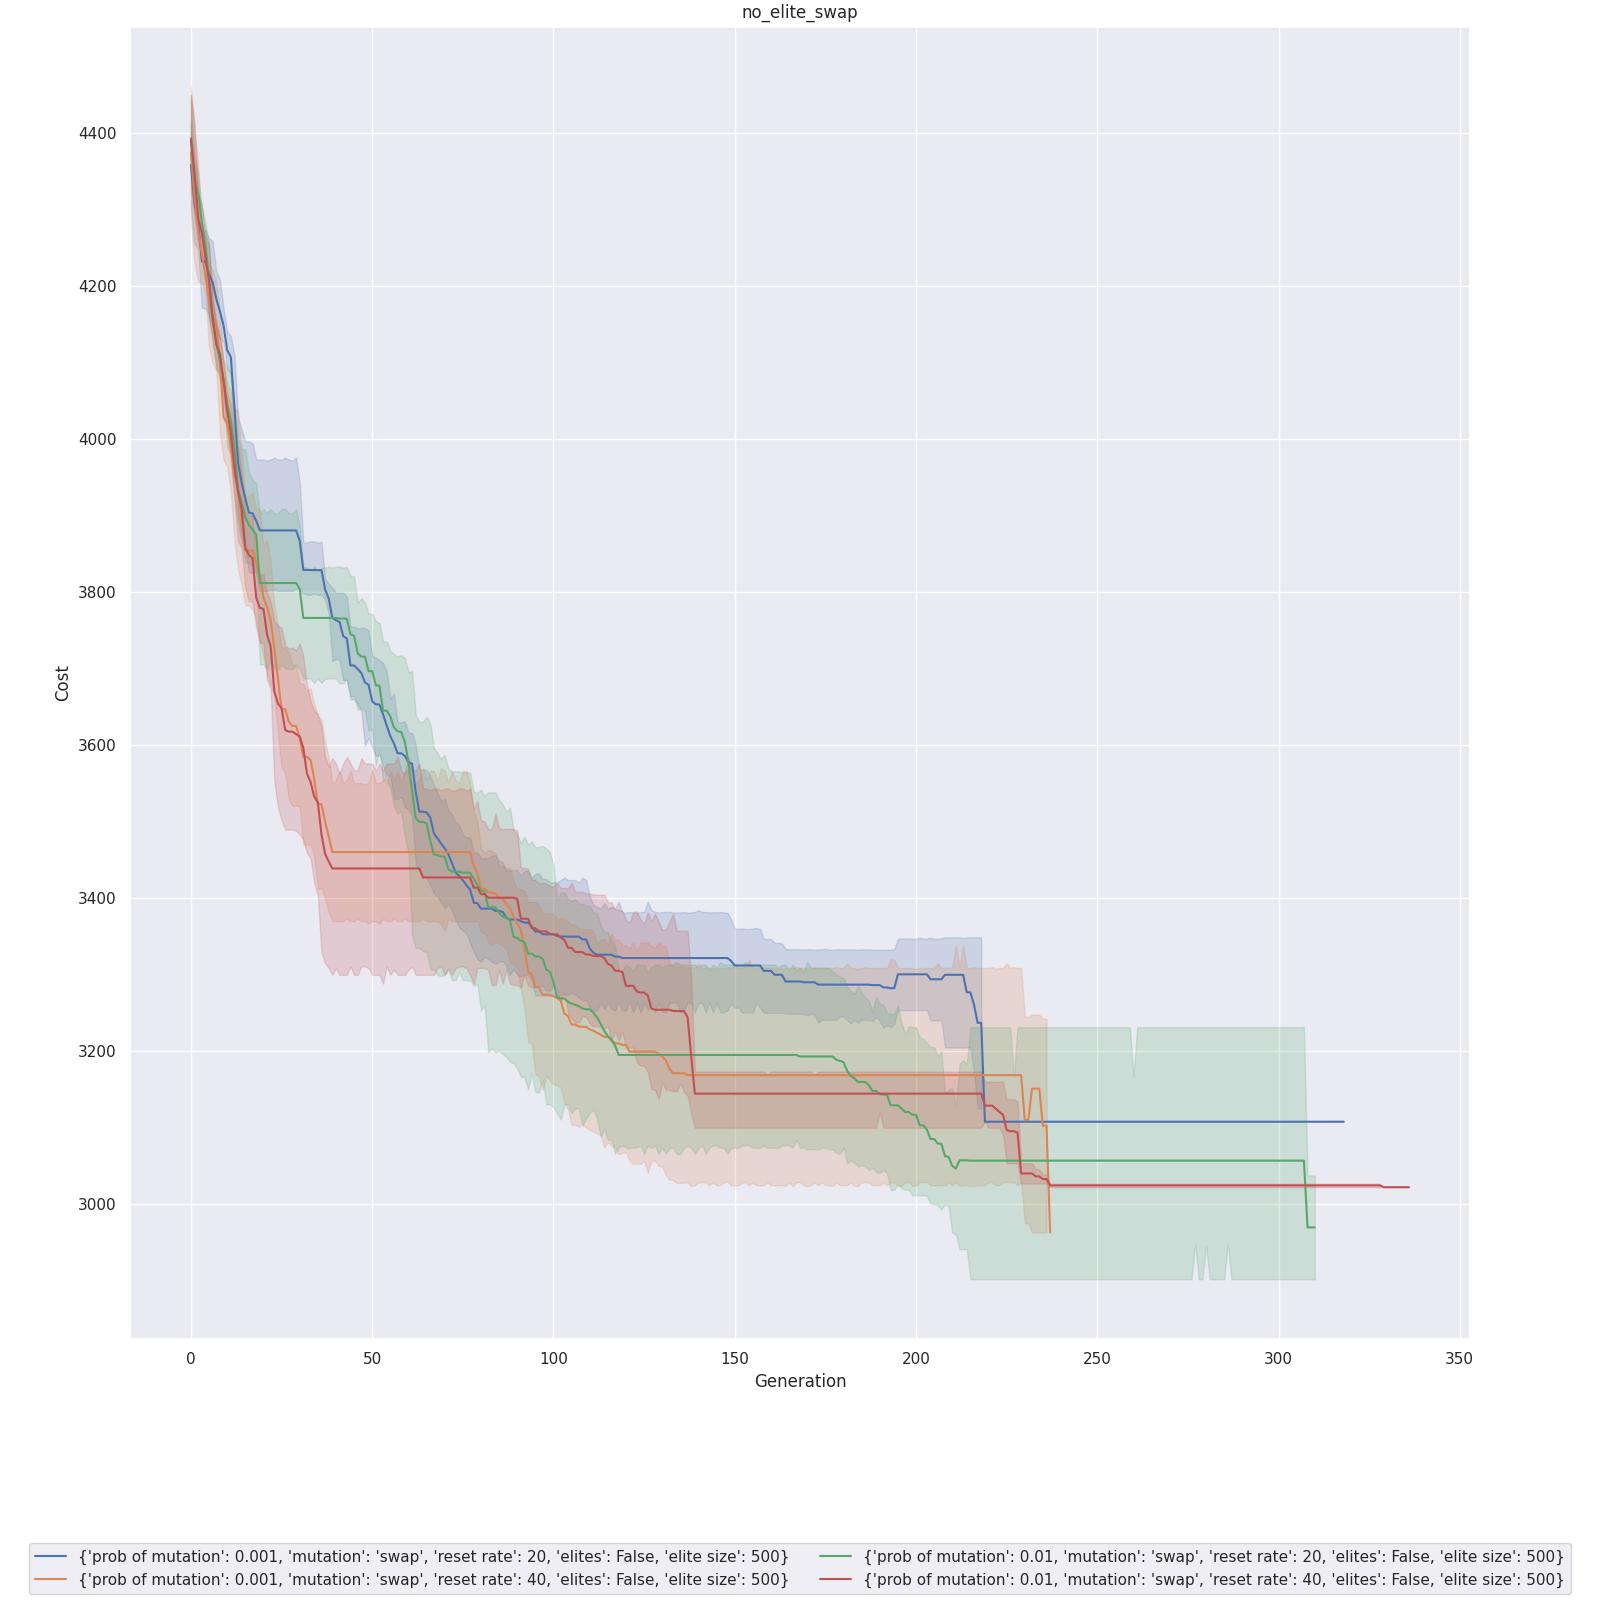 no_elite_swap
4400
4200
4000
3800
3600
3400
3200
3000
Cost
0 50 100 150 200 250 300 350
Generation
{'prob of mutation': 0.001, 'mutation': 'swap', 'reset rate': 20, 'elites': False, 'elite size': 500}
{'prob of mutation': 0.001, 'mutation': 'swap', 'reset rate': 40, 'elites': False, 'elite size': 500}
{'prob of mutation': 0.01, 'mutation': 'swap', 'reset rate': 20, 'elites': False, 'elite size': 500}
{'prob of mutation': 0.01, 'mutation': 'swap', 'reset rate': 40, 'elites': False, 'elite size': 500}